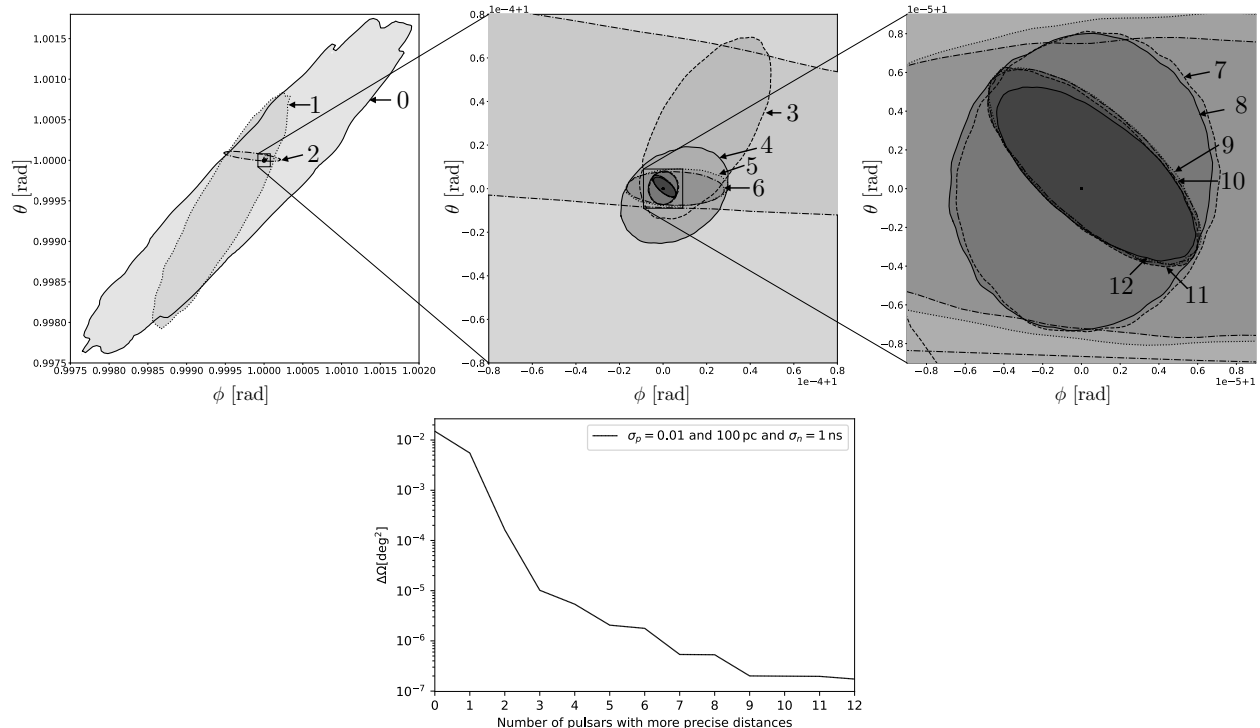 1e−4+1
1e−5+1
1.0015
1.0010
1.0005
1.0000
0.9995
0.9990
0.9985
0.9980
0.9975
θ [rad]
0
1
2
0.9975 0.9980 0.9985 0.9990 0.9995 1.0000 1.0005 1.0010 1.0015 1.0020
ϕ [rad]
0.8
0.6
0.4
0.2
0.0
−0.2
−0.4
−0.6
−0.8
θ [rad]
3
4
5
6
−0.8 −0.6 −0.4 −0.2 0.0 0.2 0.4 0.6 0.8
1e−4+1
ϕ [rad]
0.8
0.6
0.4
0.2
0.0
−0.2
−0.4
−0.6
−0.8
θ [rad]
7
8
9
10
11
12
−0.8 −0.6 −0.4 −0.2 0.0 0.2 0.4 0.6 0.8
1e−5+1
ϕ [rad]
σp = 0.01 and 100 pc and σn = 1 ns
10−2
10−3
10−4
10−5
10−6
10−7
ΔΩ[deg2]
0 1 2 3 4 5 6 7 8 9 10 11 12
Number of pulsars with more precise distances